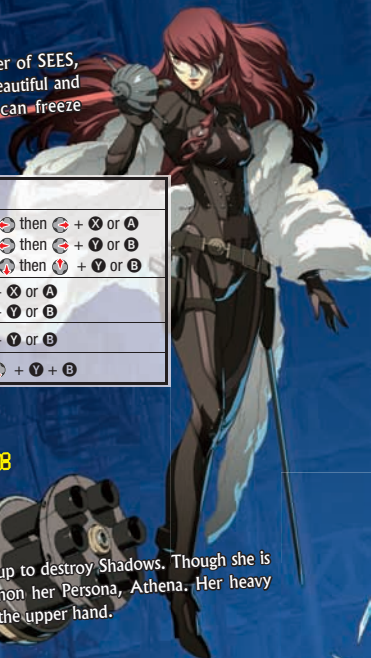 er of SEES,
eautiful and
can freeze
then + X or A
then + Y or B
then + Y or B
+ X or A
+ Y or B
+ Y or B
+ Y + B
up to destroy Shadows. Though she is
mon her Persona, Athena. Her heavy
the upper hand.